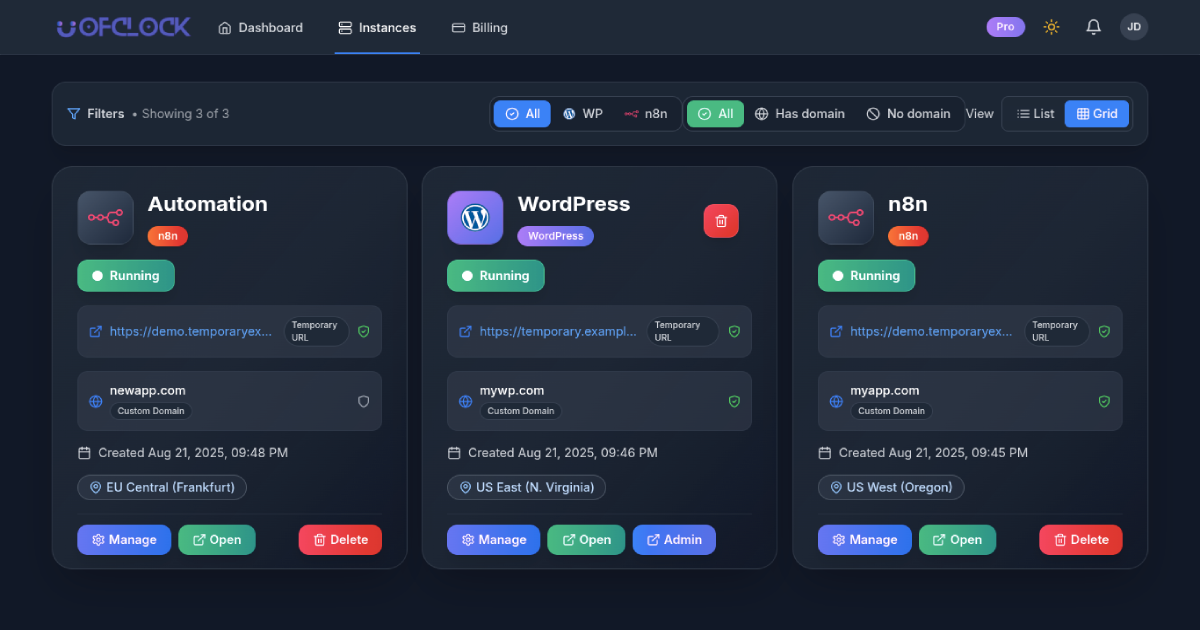 UOFCLOCK
Dashboard
Instances
Billing
Pro
JD
Filters • Showing 3 of 3
All
WP
n8n
All
Has domain
No domain
View
List
Grid
Automation
n8n
Running
https://demo.temporaryex...
Temporary
URL
newapp.com
Custom Domain
Created Aug 21, 2025, 09:48 PM
EU Central (Frankfurt)
Manage
Open
Delete
WordPress
WordPress
Running
https://temporary.exampl...
Temporary
URL
mywp.com
Custom Domain
Created Aug 21, 2025, 09:46 PM
US East (N. Virginia)
Manage
Open
Admin
n8n
n8n
Running
https://demo.temporaryex...
Temporary
URL
myapp.com
Custom Domain
Created Aug 21, 2025, 09:45 PM
US West (Oregon)
Manage
Open
Delete